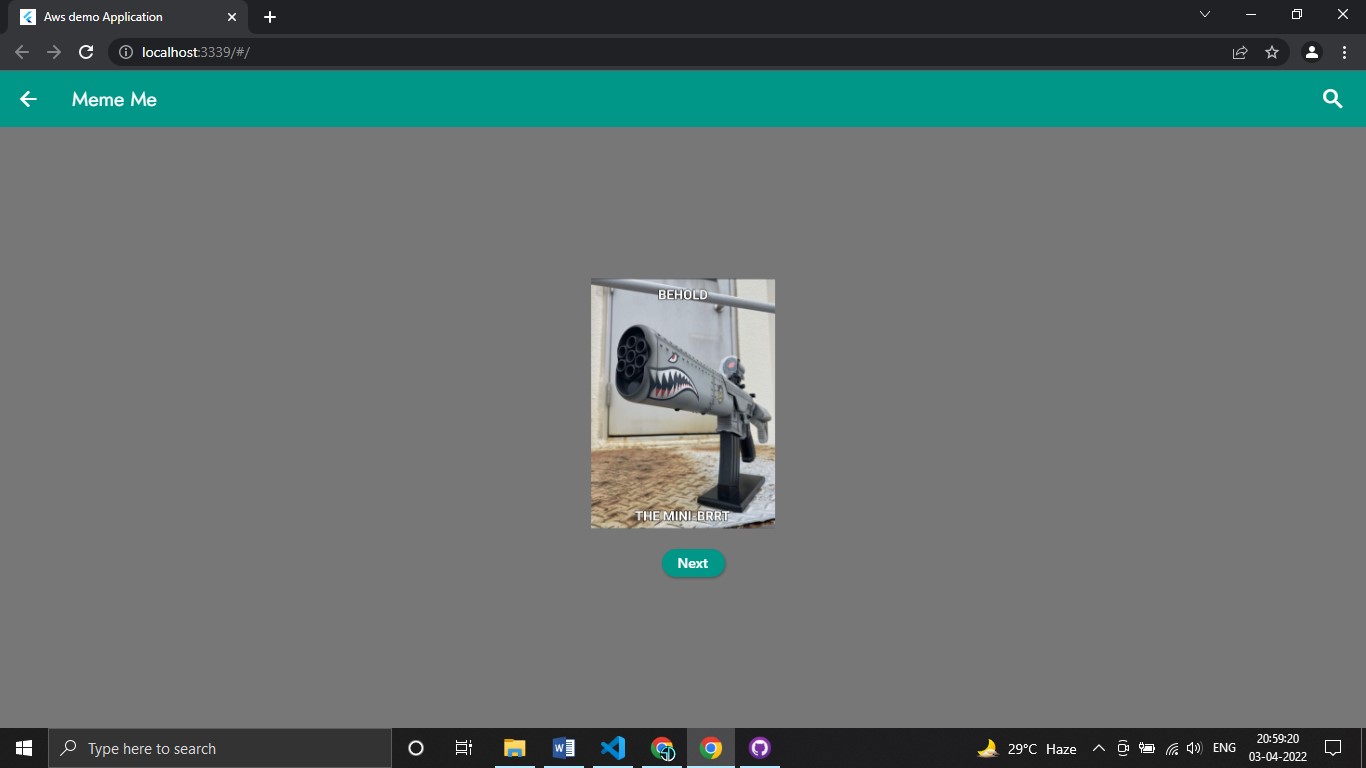 Aws demo Application
localhost:3339/#/
Meme Me
BEHOLD
THE MINI-BRRT
Next
Type here to search
29°C Haze
ENG
20:59:20
03-04-2022